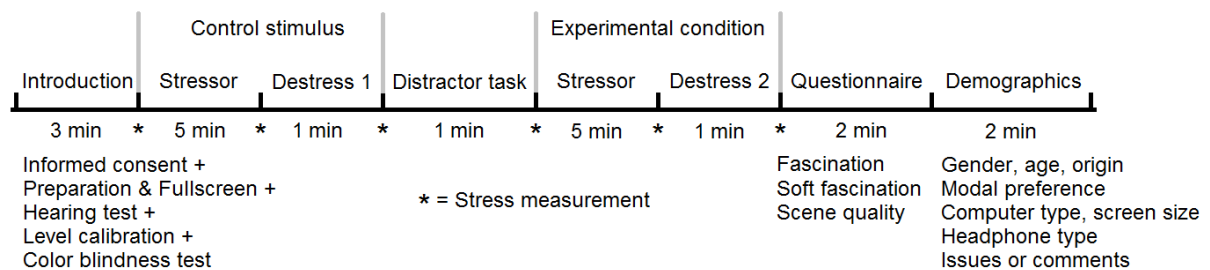 Control stimulus Experimental condition
Introduction Stressor Destress 1 Distractor task Stressor Destress 2 Questionnaire Demographics
3 min * 5 min * 1 min * 1 min * 5 min * 1 min * 2 min 2 min
Informed consent +
Preparation & Fullscreen +
Hearing test +
Level calibration +
Color blindness test
* = Stress measurement
Fascination
Soft fascination
Scene quality
Gender, age, origin
Modal preference
Computer type, screen size
Headphone type
Issues or comments